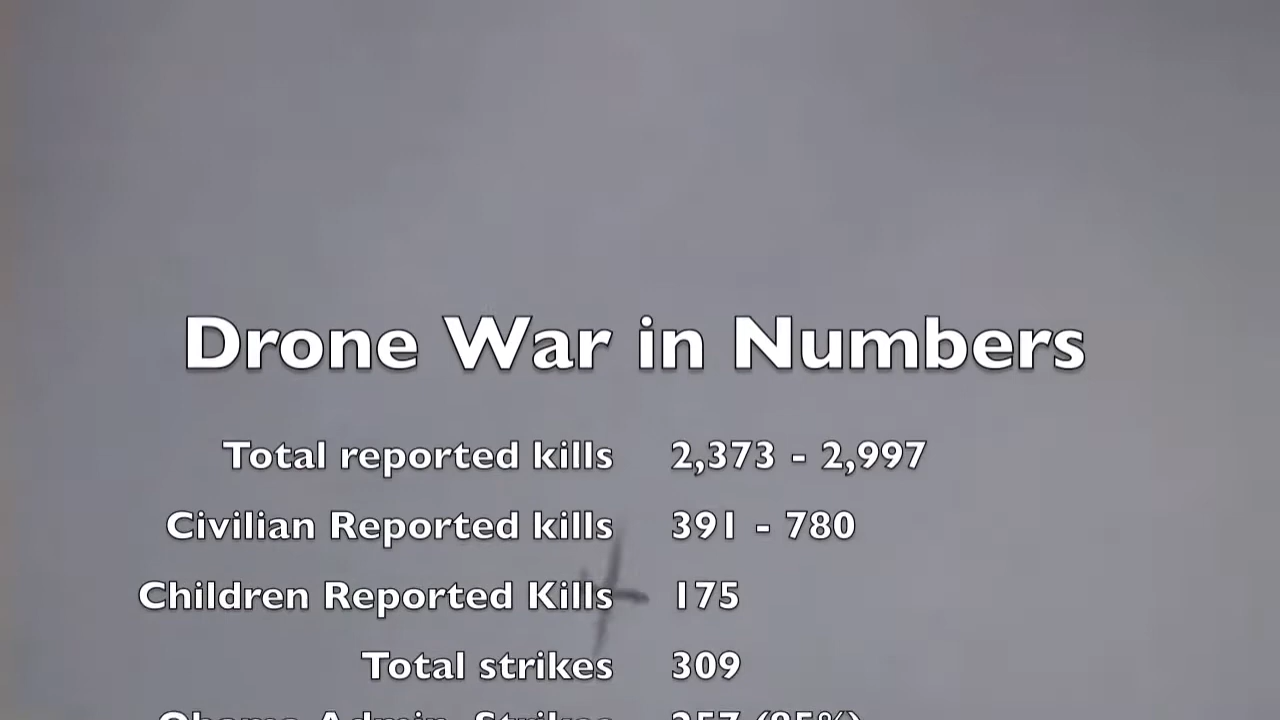 Drone War in Numbers
Total reported kills 2,373 - 2,997
Civilian Reported kills 391 - 780
Children Reported Kills 175
Total strikes 309